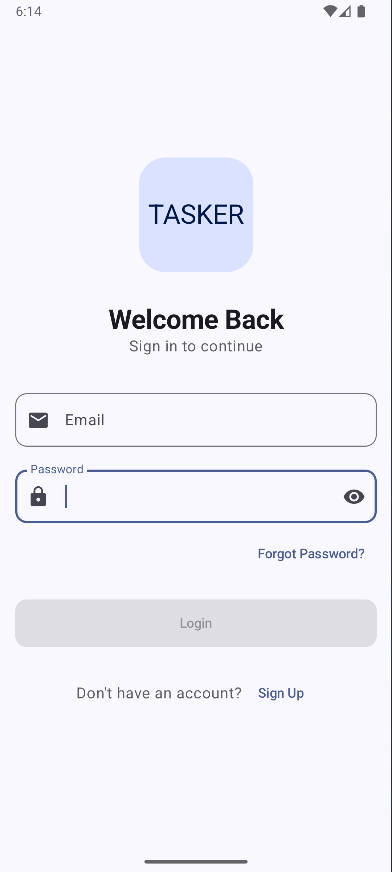 6:14
TASKER
Welcome Back
Sign in to continue
Email
Password
Forgot Password?
Login
Don't have an account? Sign Up